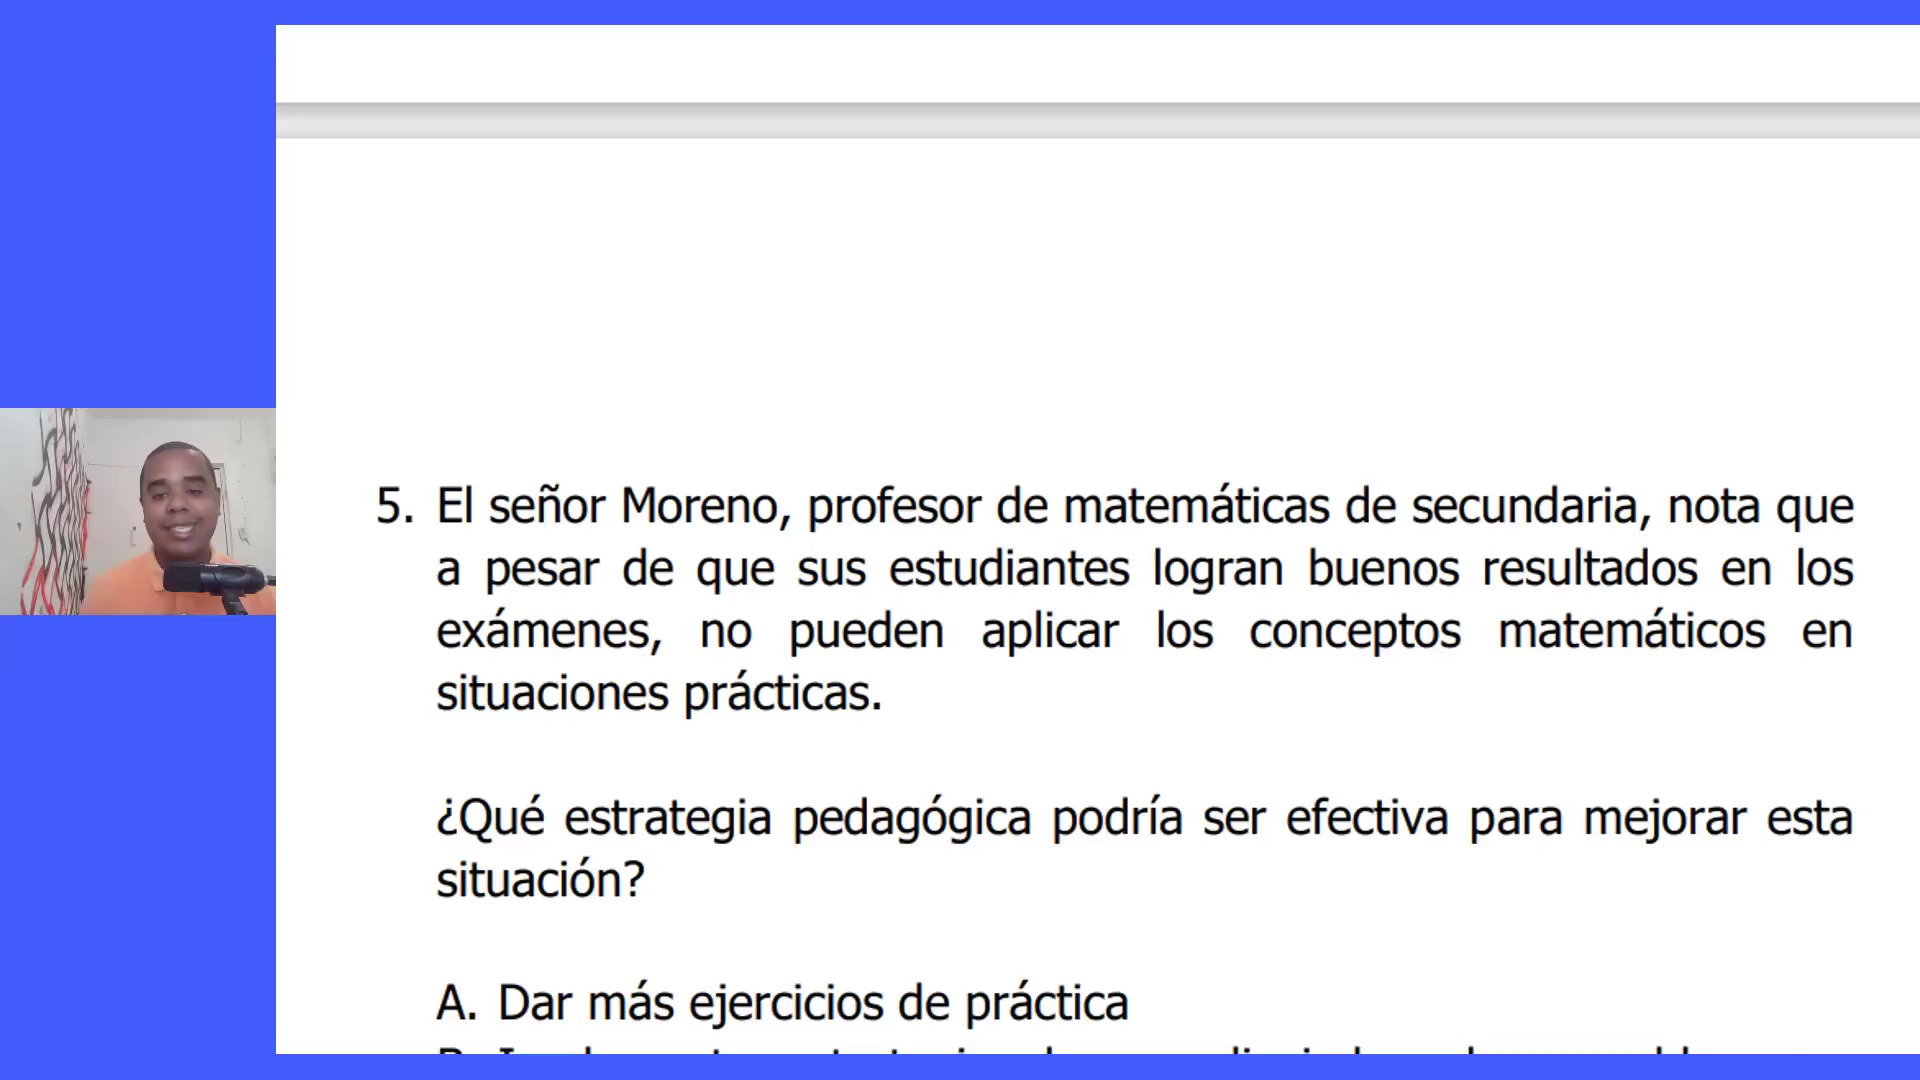 5. El señor Moreno, profesor de matemáticas de secundaria, nota que
a pesar de que sus estudiantes logran buenos resultados en los
exámenes, no pueden aplicar los conceptos matemáticos en
situaciones prácticas.
¿Qué estrategia pedagógica podría ser efectiva para mejorar esta
situación?
A. Dar más ejercicios de práctica